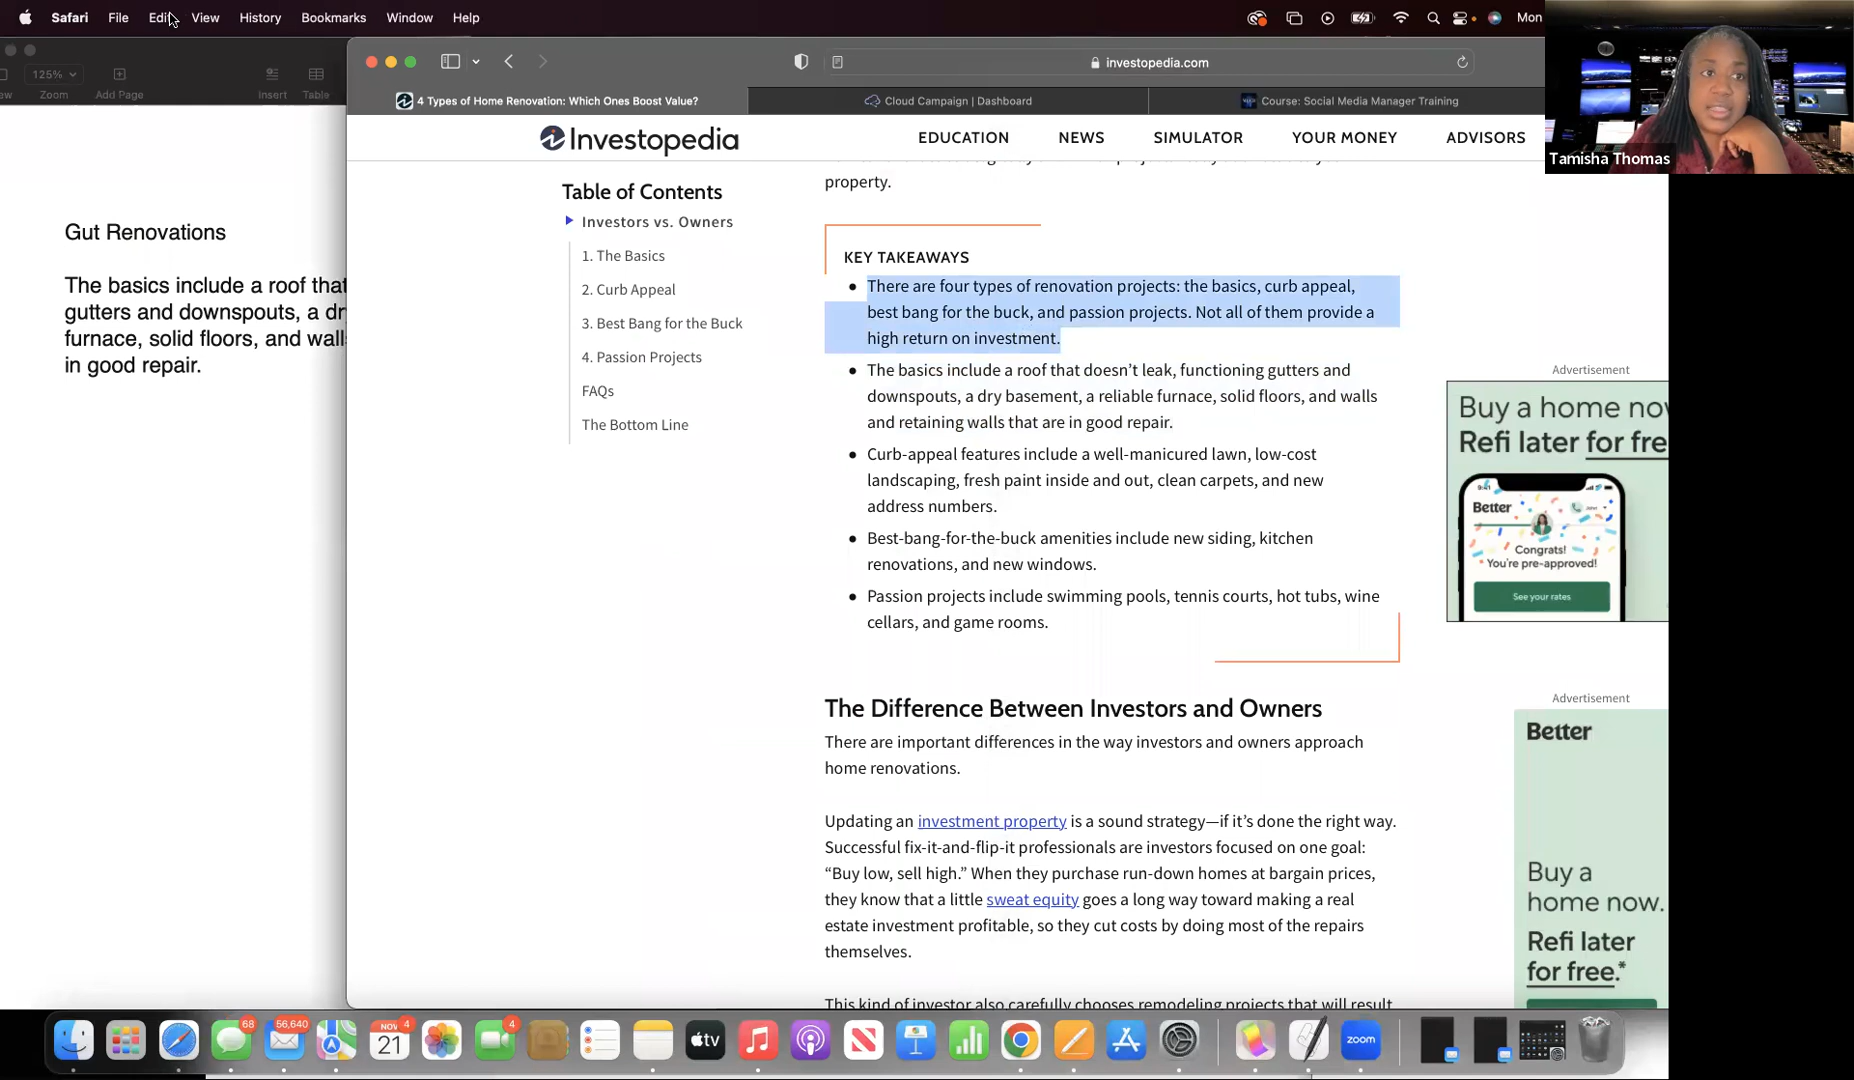 Safari File Edit View History Bookmarks Window Help Mon
125%
Zoom Add Page Insert Table
investopedia.com
4 Types of Home Renovation: Which Ones Boost Value? Cloud Campaign | Dashboard Course: Social Media Manager Training
Investopedia EDUCATION NEWS SIMULATOR YOUR MONEY ADVISORS
Tamisha Thomas
Gut Renovations
The basics include a roof that
gutters and downspouts, a
furnace, solid floors, and
in good repair.
Table of Contents
Investors vs. Owners
1. The Basics
2. Curb Appeal
3. Best Bang for the Buck
4. Passion Projects
FAQs
The Bottom Line
property.
KEY TAKEAWAYS
• There are four types of renovation projects: the basics, curb appeal,
best bang for the buck, and passion projects. Not all of them provide a
high return on investment.
• The basics include a roof that doesn’t leak, functioning gutters and
downspouts, a dry basement, a reliable furnace, solid floors, and walls
and retaining walls that are in good repair.
• Curb-appeal features include a well-manicured lawn, low-cost
landscaping, fresh paint inside and out, clean carpets, and new
address numbers.
• Best-bang-for-the-buck amenities include new siding, kitchen
renovations, and new windows.
• Passion projects include swimming pools, tennis courts, hot tubs, wine
cellars, and game rooms.
The Difference Between Investors and Owners
There are important differences in the way investors and owners approach
home renovations.
Updating an investment property is a sound strategy—if it’s done the right way.
Successful fix-it-and-flip-it professionals are investors focused on one goal:
“Buy low, sell high.” When they purchase run-down homes at bargain prices,
they know that a little sweat equity goes a long way toward making a real
estate investment profitable, so they cut costs by doing most of the repairs
themselves.
This kind of investor also carefully chooses remodeling projects that will result
Advertisement
Buy a home
Refi later for fre
9:41
Better
Congrats!
You're pre-approved!
See your rates
Advertisement
Better
Buy a
home now.
Refi later
for free.*
68 56,640 NOV 4 21 4 tv zoom